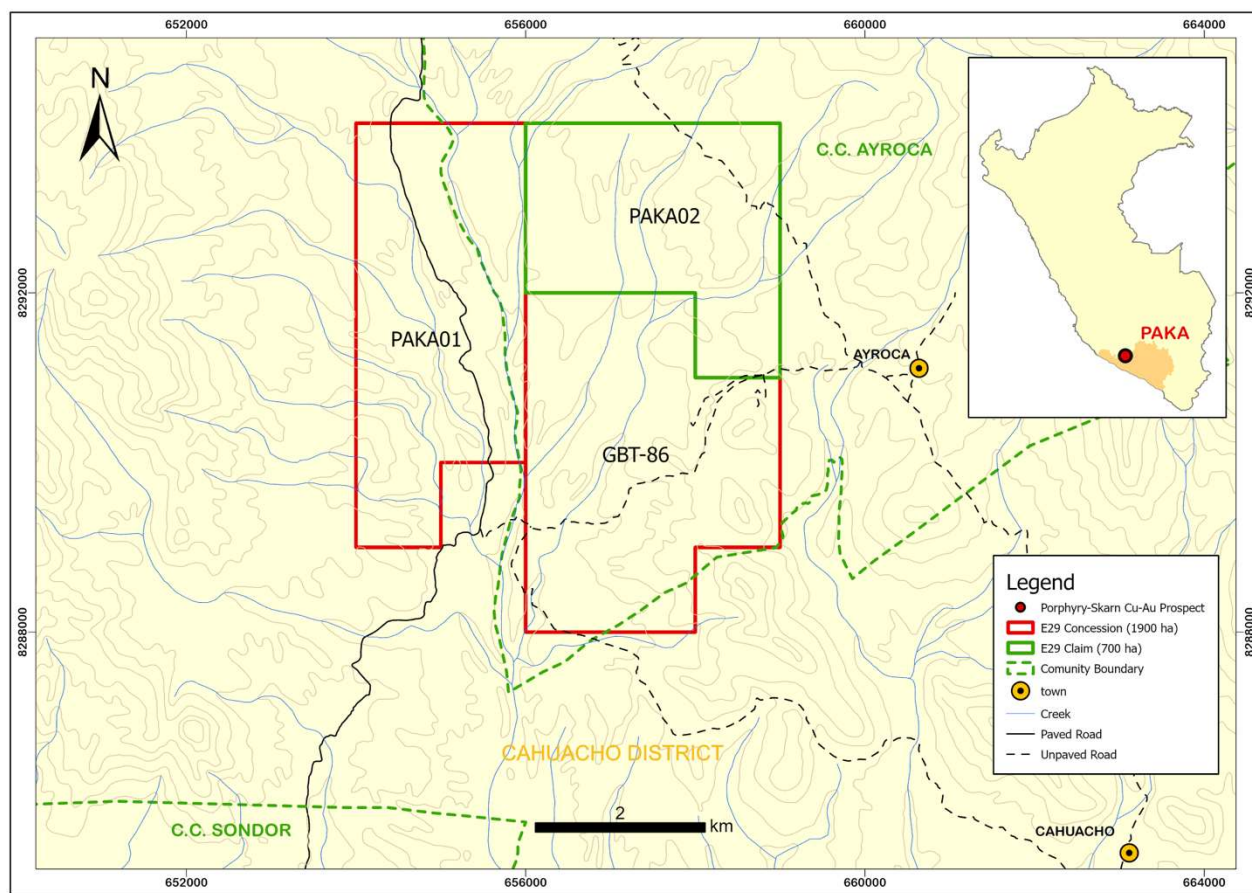 652000
656000
660000
664000
N
C.C. AYROCA
PAKA02
PAKA
8292000
8292000
PAKA01
AYROCA
GBT-86
Legend
Porphyry-Skarn Cu-Au Prospect
E29 Concession (1900 ha)
E29 Claim (700 ha)
Comunity Boundary
town
Creek
Paved Road
Unpaved Road
8288000
8288000
CAHUACHO DISTRICT
2
km
C.C. SONDOR
CAHUACHO
652000
656000
660000
664000